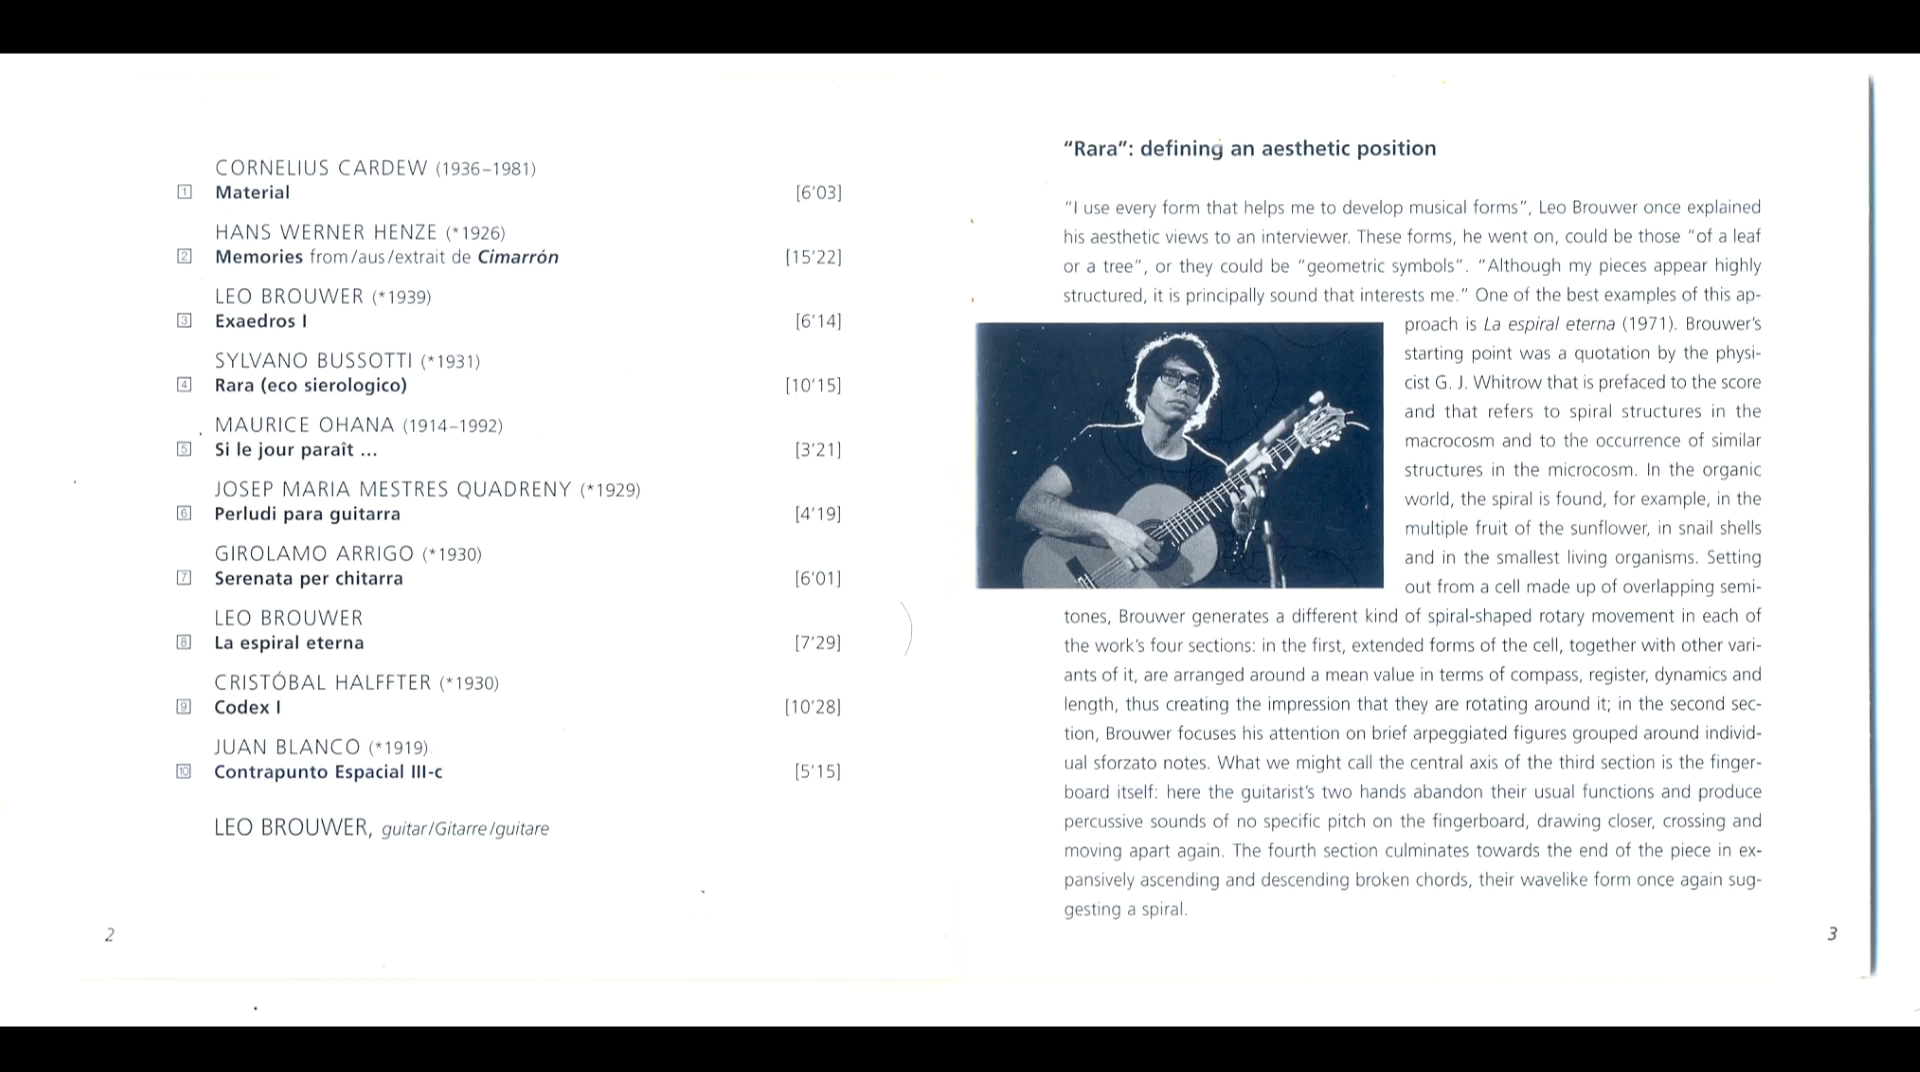 CORNELIUS CARDEW (1936–1981)
1 Material [6'03]
HANS WERNER HENZE (*1926)
2 Memories from/aus/extrait de Cimarrón [15'22]
LEO BROUWER (*1939)
3 Exaedros I [6'14]
SYLVANO BUSSOTTI (*1931)
4 Rara (eco sierologico) [10'15]
MAURICE OHANA (1914–1992)
5 Si le jour paraît ... [3'21]
JOSEP MARIA MESTRES QUADRENY (*1929)
6 Perludi para guitarra [4'19]
GIROLAMO ARRIGO (*1930)
7 Serenata per chitarra [6'01]
LEO BROUWER
8 La espiral eterna [7'29]
CRISTÓBAL HALFFTER (*1930)
9 Codex I [10'28]
JUAN BLANCO (*1919)
10 Contrapunto Espacial III-c [5'15]
LEO BROUWER, guitar/Gitarre/guitare
2
"Rara": defining an aesthetic position
"I use every form that helps me to develop musical forms", Leo Brouwer once explained
his aesthetic views to an interviewer. These forms, he went on, could be those "of a leaf
or a tree", or they could be "geometric symbols". "Although my pieces appear highly
structured, it is principally sound that interests me." One of the best examples of this ap-
proach is La espiral eterna (1971). Brouwer's
starting point was a quotation by the physi-
cist G. J. Whitrow that is prefaced to the score
and that refers to spiral structures in the
macrocosm and to the occurrence of similar
structures in the microcosm. In the organic
world, the spiral is found, for example, in the
multiple fruit of the sunflower, in snail shells
and in the smallest living organisms. Setting
out from a cell made up of overlapping semi-
tones, Brouwer generates a different kind of spiral-shaped rotary movement in each of
the work's four sections: in the first, extended forms of the cell, together with other vari-
ants of it, are arranged around a mean value in terms of compass, register, dynamics and
length, thus creating the impression that they are rotating around it; in the second sec-
tion, Brouwer focuses his attention on brief arpeggiated figures grouped around individ-
ual sforzato notes. What we might call the central axis of the third section is the finger-
board itself: here the guitarist's two hands abandon their usual functions and produce
percussive sounds of no specific pitch on the fingerboard, drawing closer, crossing and
moving apart again. The fourth section culminates towards the end of the piece in ex-
pansively ascending and descending broken chords, their wavelike form once again sug-
gesting a spiral.
3